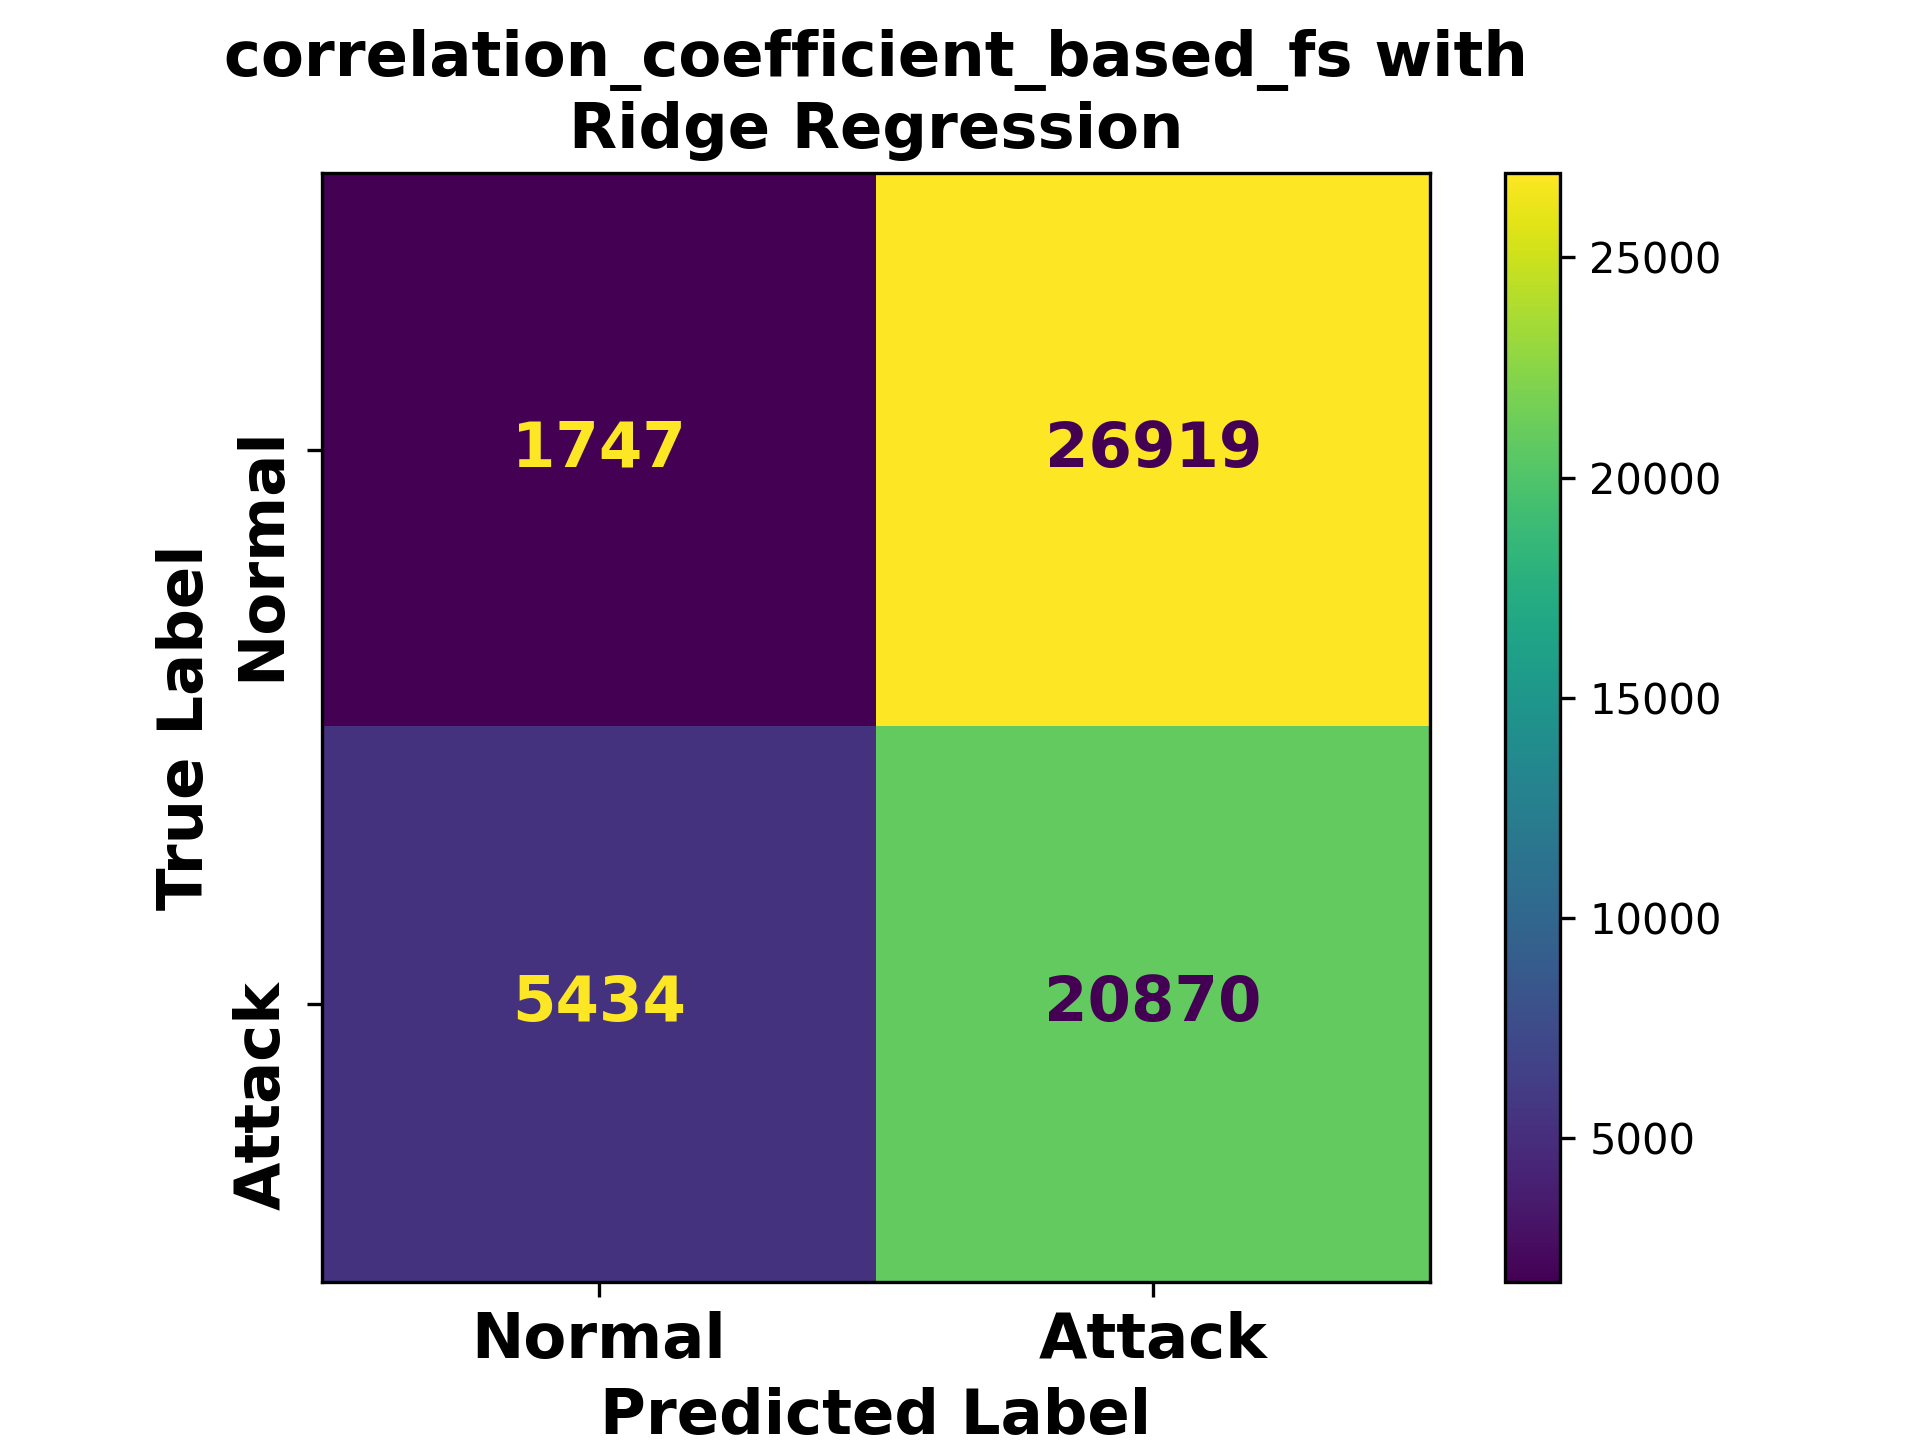 correlation_coefficient_based_fs with
Ridge Regression
True Label
Normal
Attack
1747
26919
5434
20870
Normal
Attack
Predicted Label
25000
20000
15000
10000
5000